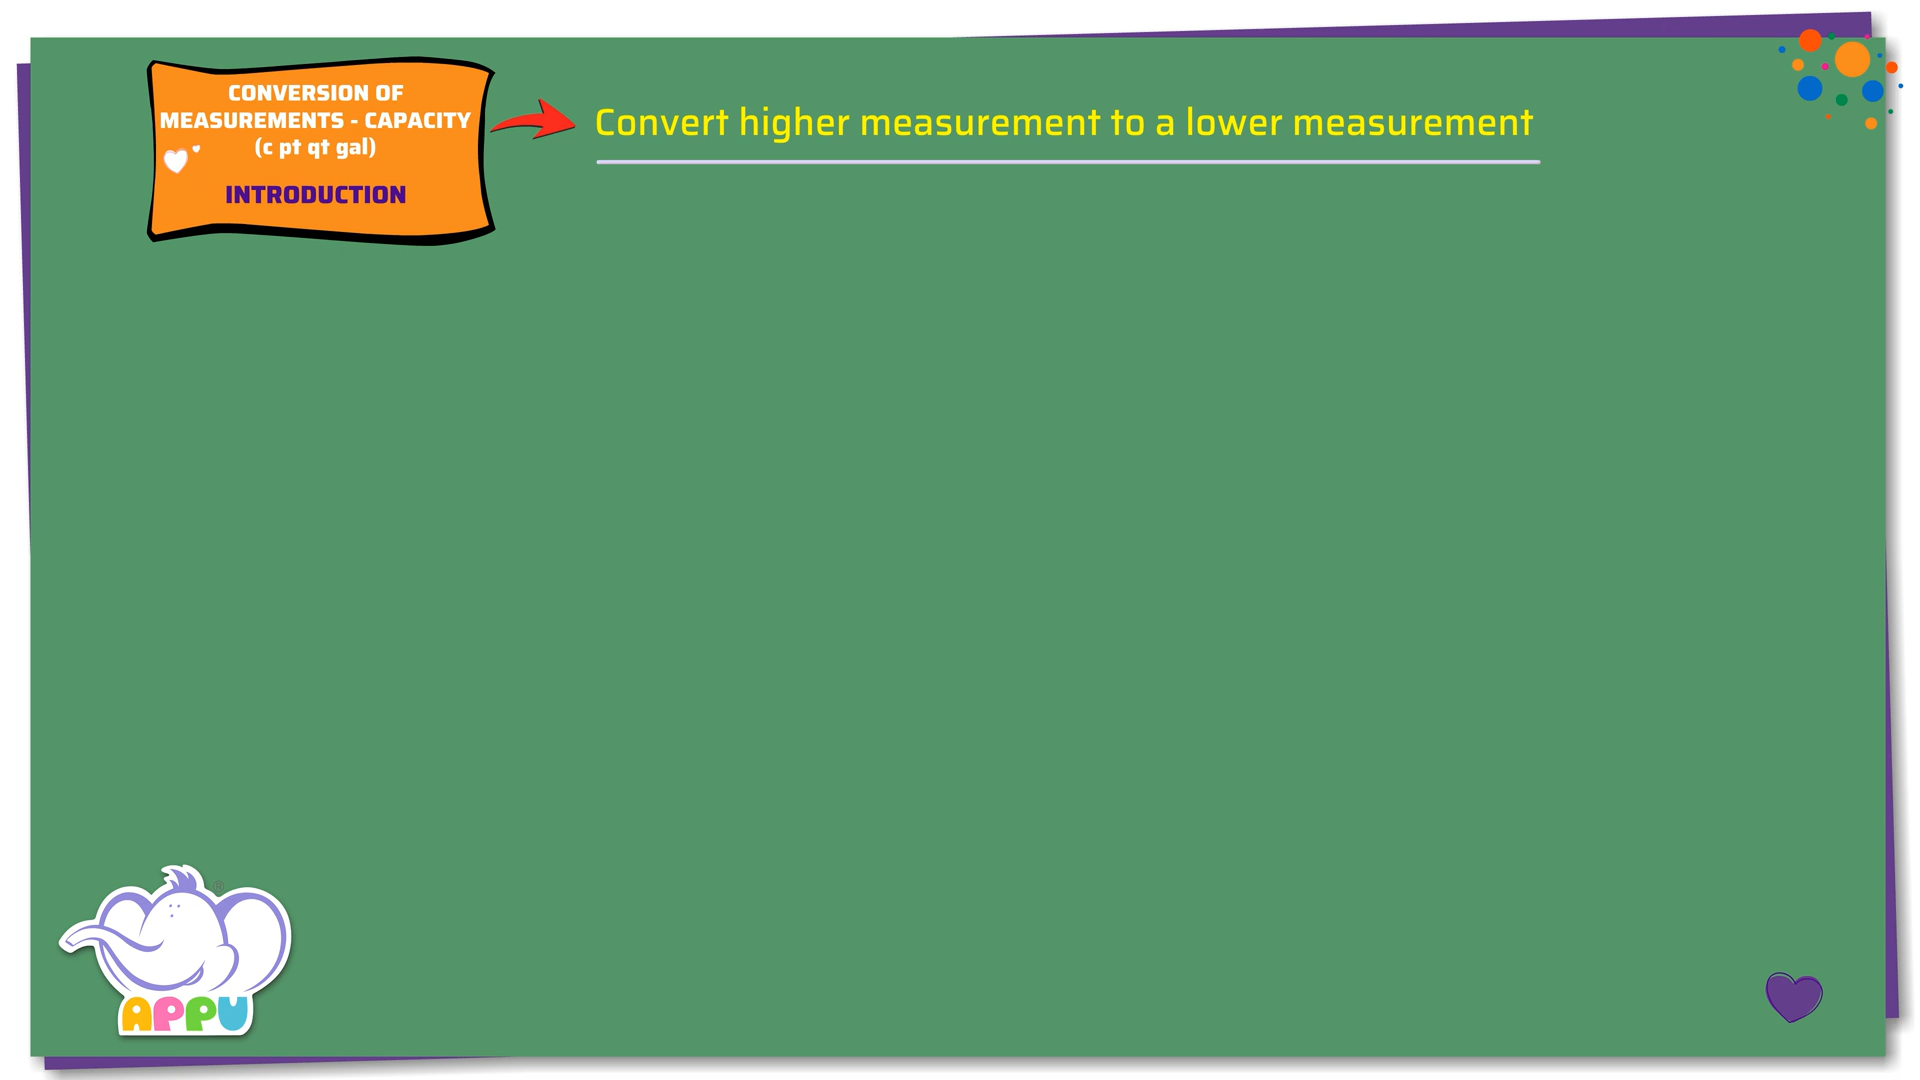 CONVERSION OF
MEASUREMENTS - CAPACITY
(c pt qt gal)
INTRODUCTION
Convert higher measurement to a lower measurement
®
APPU